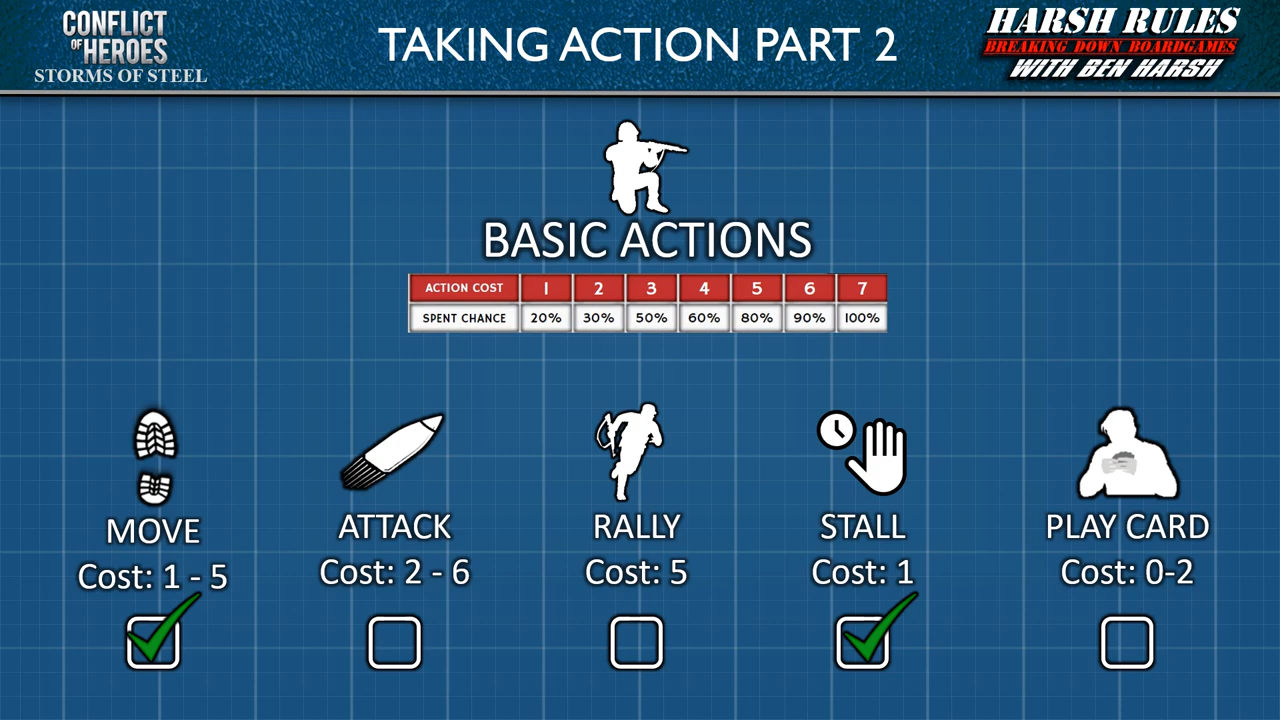 CONFLICT
OF HEROES
STORMS OF STEEL
TAKING ACTION PART 2
HARSH RULES
BREAKING DOWN BOARDGAMES
WITH BEN HARSH
BASIC ACTIONS
ACTION COST 1 2 3 4 5 6 7
SPENT CHANCE 20% 30% 50% 60% 80% 90% 100%
MOVE
Cost: 1 - 5
ATTACK
Cost: 2 - 6
RALLY
Cost: 5
STALL
Cost: 1
PLAY CARD
Cost: 0-2